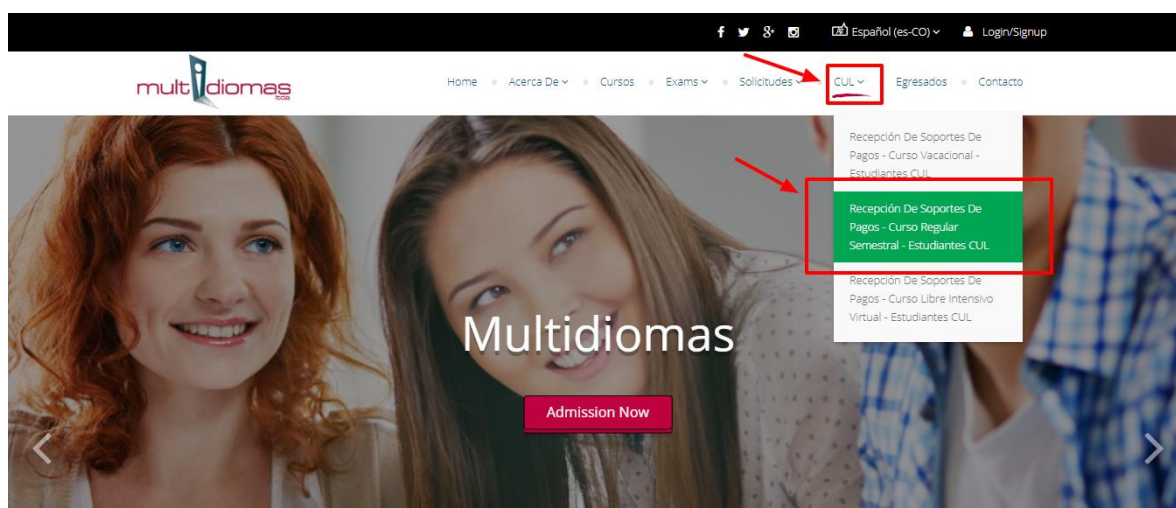 Español (es-CO)
Login/Signup
multidiomas
ltda
Home
Acerca De
Cursos
Exams
Solicitudes
CUL
Egresados
Contacto
Recepción De Soportes De
Pagos - Curso Vacacional -
Estudiantes CUL
Recepción De Soportes De
Pagos - Curso Regular
Semestral - Estudiantes CUL
Recepción De Soportes De
Pagos - Curso Libre Intensivo
Virtual - Estudiantes CUL
Multidiomas
Admission Now